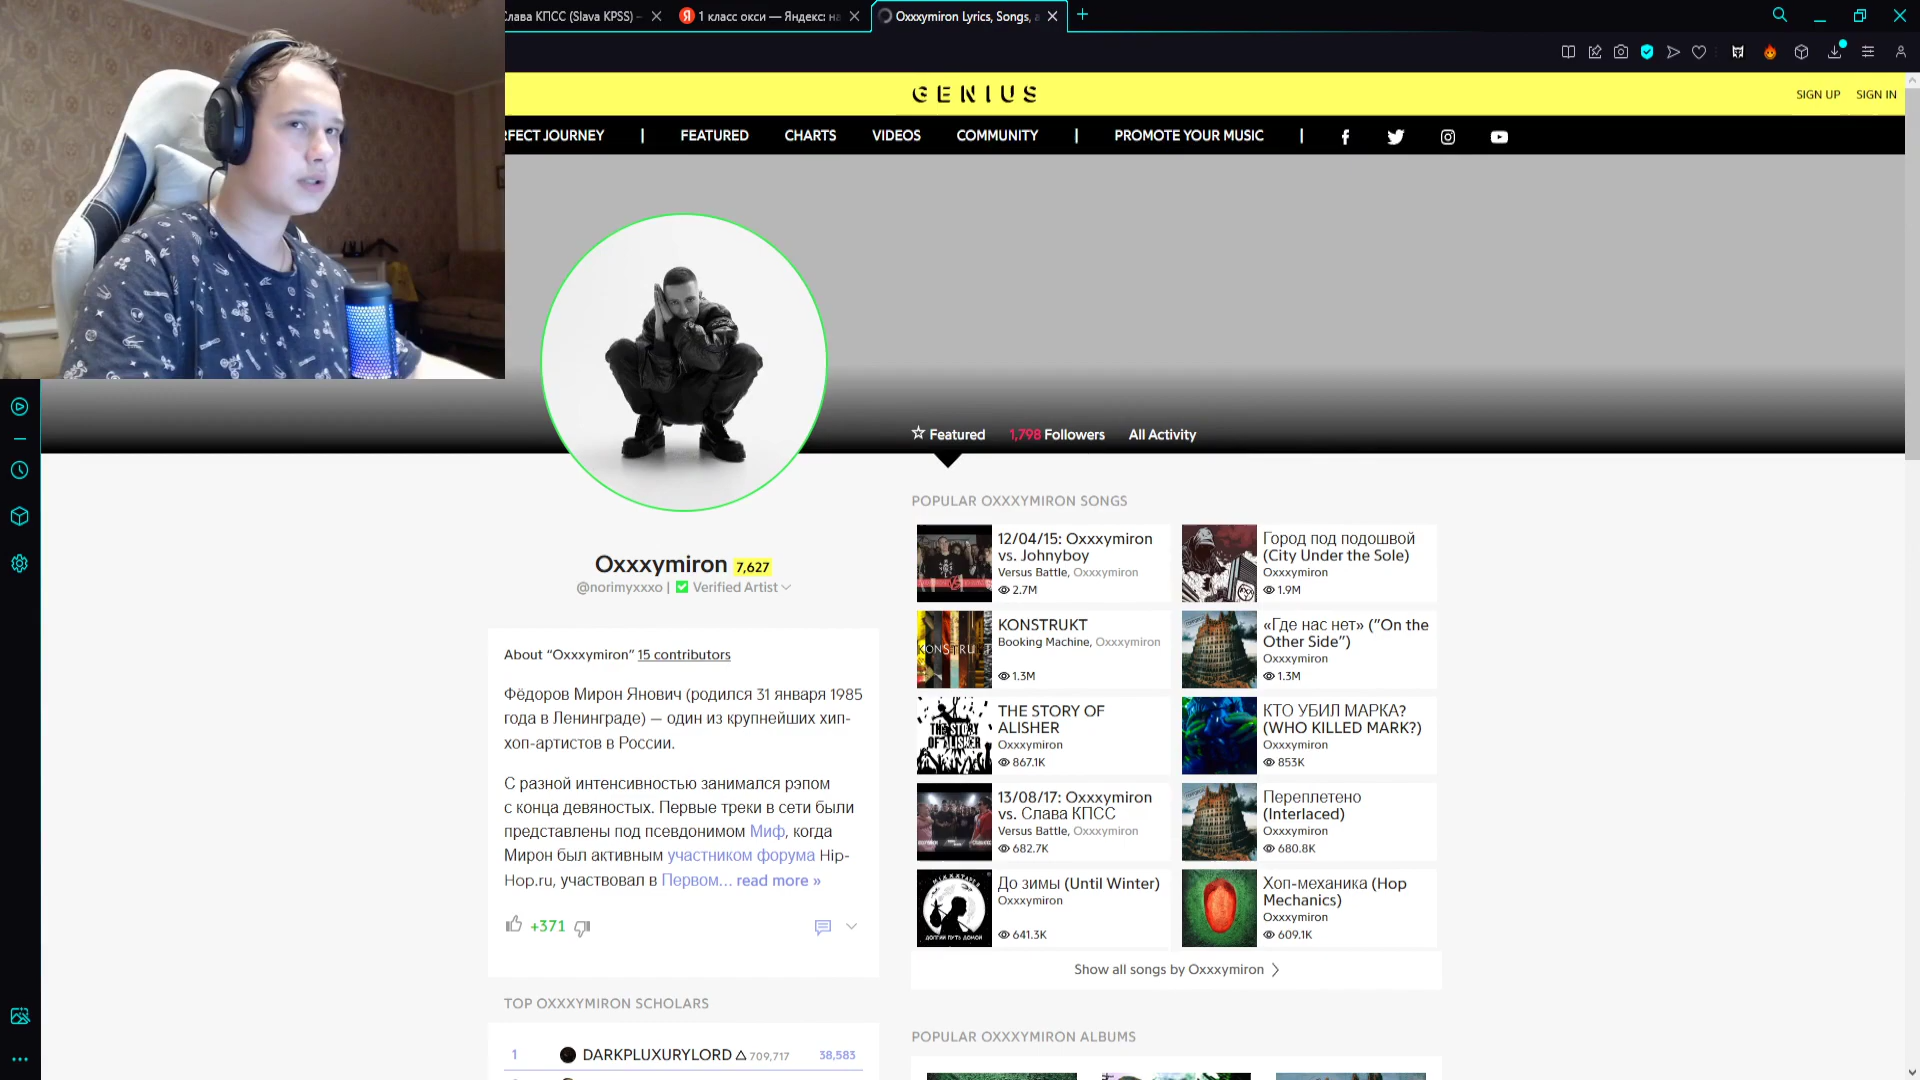 Слава КПСС (Slava KPSS) –
1 класс окси — Яндекс: на
Oxxxymiron Lyrics, Songs, a
GENIUS
SIGN UP
SIGN IN
RFECT JOURNEY
|
FEATURED
CHARTS
VIDEOS
COMMUNITY
|
PROMOTE YOUR MUSIC
|
Featured
1,798 Followers
All Activity
Oxxxymiron 7,627
@norimyxxxo | Verified Artist
About “Oxxxymiron” 15 contributors
Фёдоров Мирон Янович (родился 31 января 1985
года в Ленинграде) — один из крупнейших хип-
хоп-артистов в России.
С разной интенсивностью занимался рэпом
с конца девяностых. Первые треки в сети были
представлены под псевдонимом Миф, когда
Мирон был активным участником форума Hip-
Hop.ru, участвовал в Первом… read more »
+371
TOP OXXXYMIRON SCHOLARS
1 DARKPLUXURYLORD 709,717 38,583
POPULAR OXXXYMIRON SONGS
12/04/15: Oxxxymiron
vs. Johnyboy
Versus Battle, Oxxxymiron
2.7M
Город под подошвой
(City Under the Sole)
Oxxxymiron
1.9M
KONSTRUKT
Booking Machine, Oxxxymiron
1.3M
«Где нас нет» (“On the
Other Side”)
Oxxxymiron
1.3M
THE STORY
OF ALISHER
THE STORY OF
ALISHER
Oxxxymiron
867.1K
КТО УБИЛ МАРКА?
(WHO KILLED MARK?)
Oxxxymiron
853K
13/08/17: Oxxxymiron
vs. Слава КПСС
Versus Battle, Oxxxymiron
682.7K
Переплетено
(Interlaced)
Oxxxymiron
680.8K
ДОЛГИЙ ПУТЬ ДОМОЙ
До зимы (Until Winter)
Oxxxymiron
641.3K
Хоп-механика (Hop
Mechanics)
Oxxxymiron
609.1K
Show all songs by Oxxxymiron
POPULAR OXXXYMIRON ALBUMS